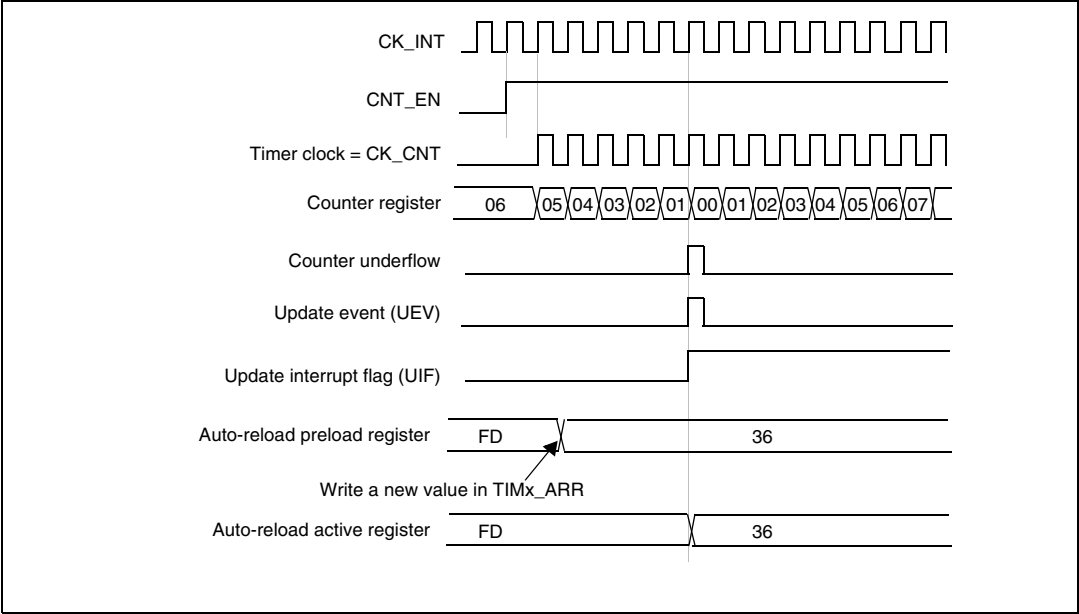 CK_INT
CNT_EN
Timer clock = CK_CNT
Counter register 06 05 04 03 02 01 00 01 02 03 04 05 06 07
Counter underflow
Update event (UEV)
Update interrupt flag (UIF)
Auto-reload preload register FD 36
Write a new value in TIMx_ARR
Auto-reload active register FD 36